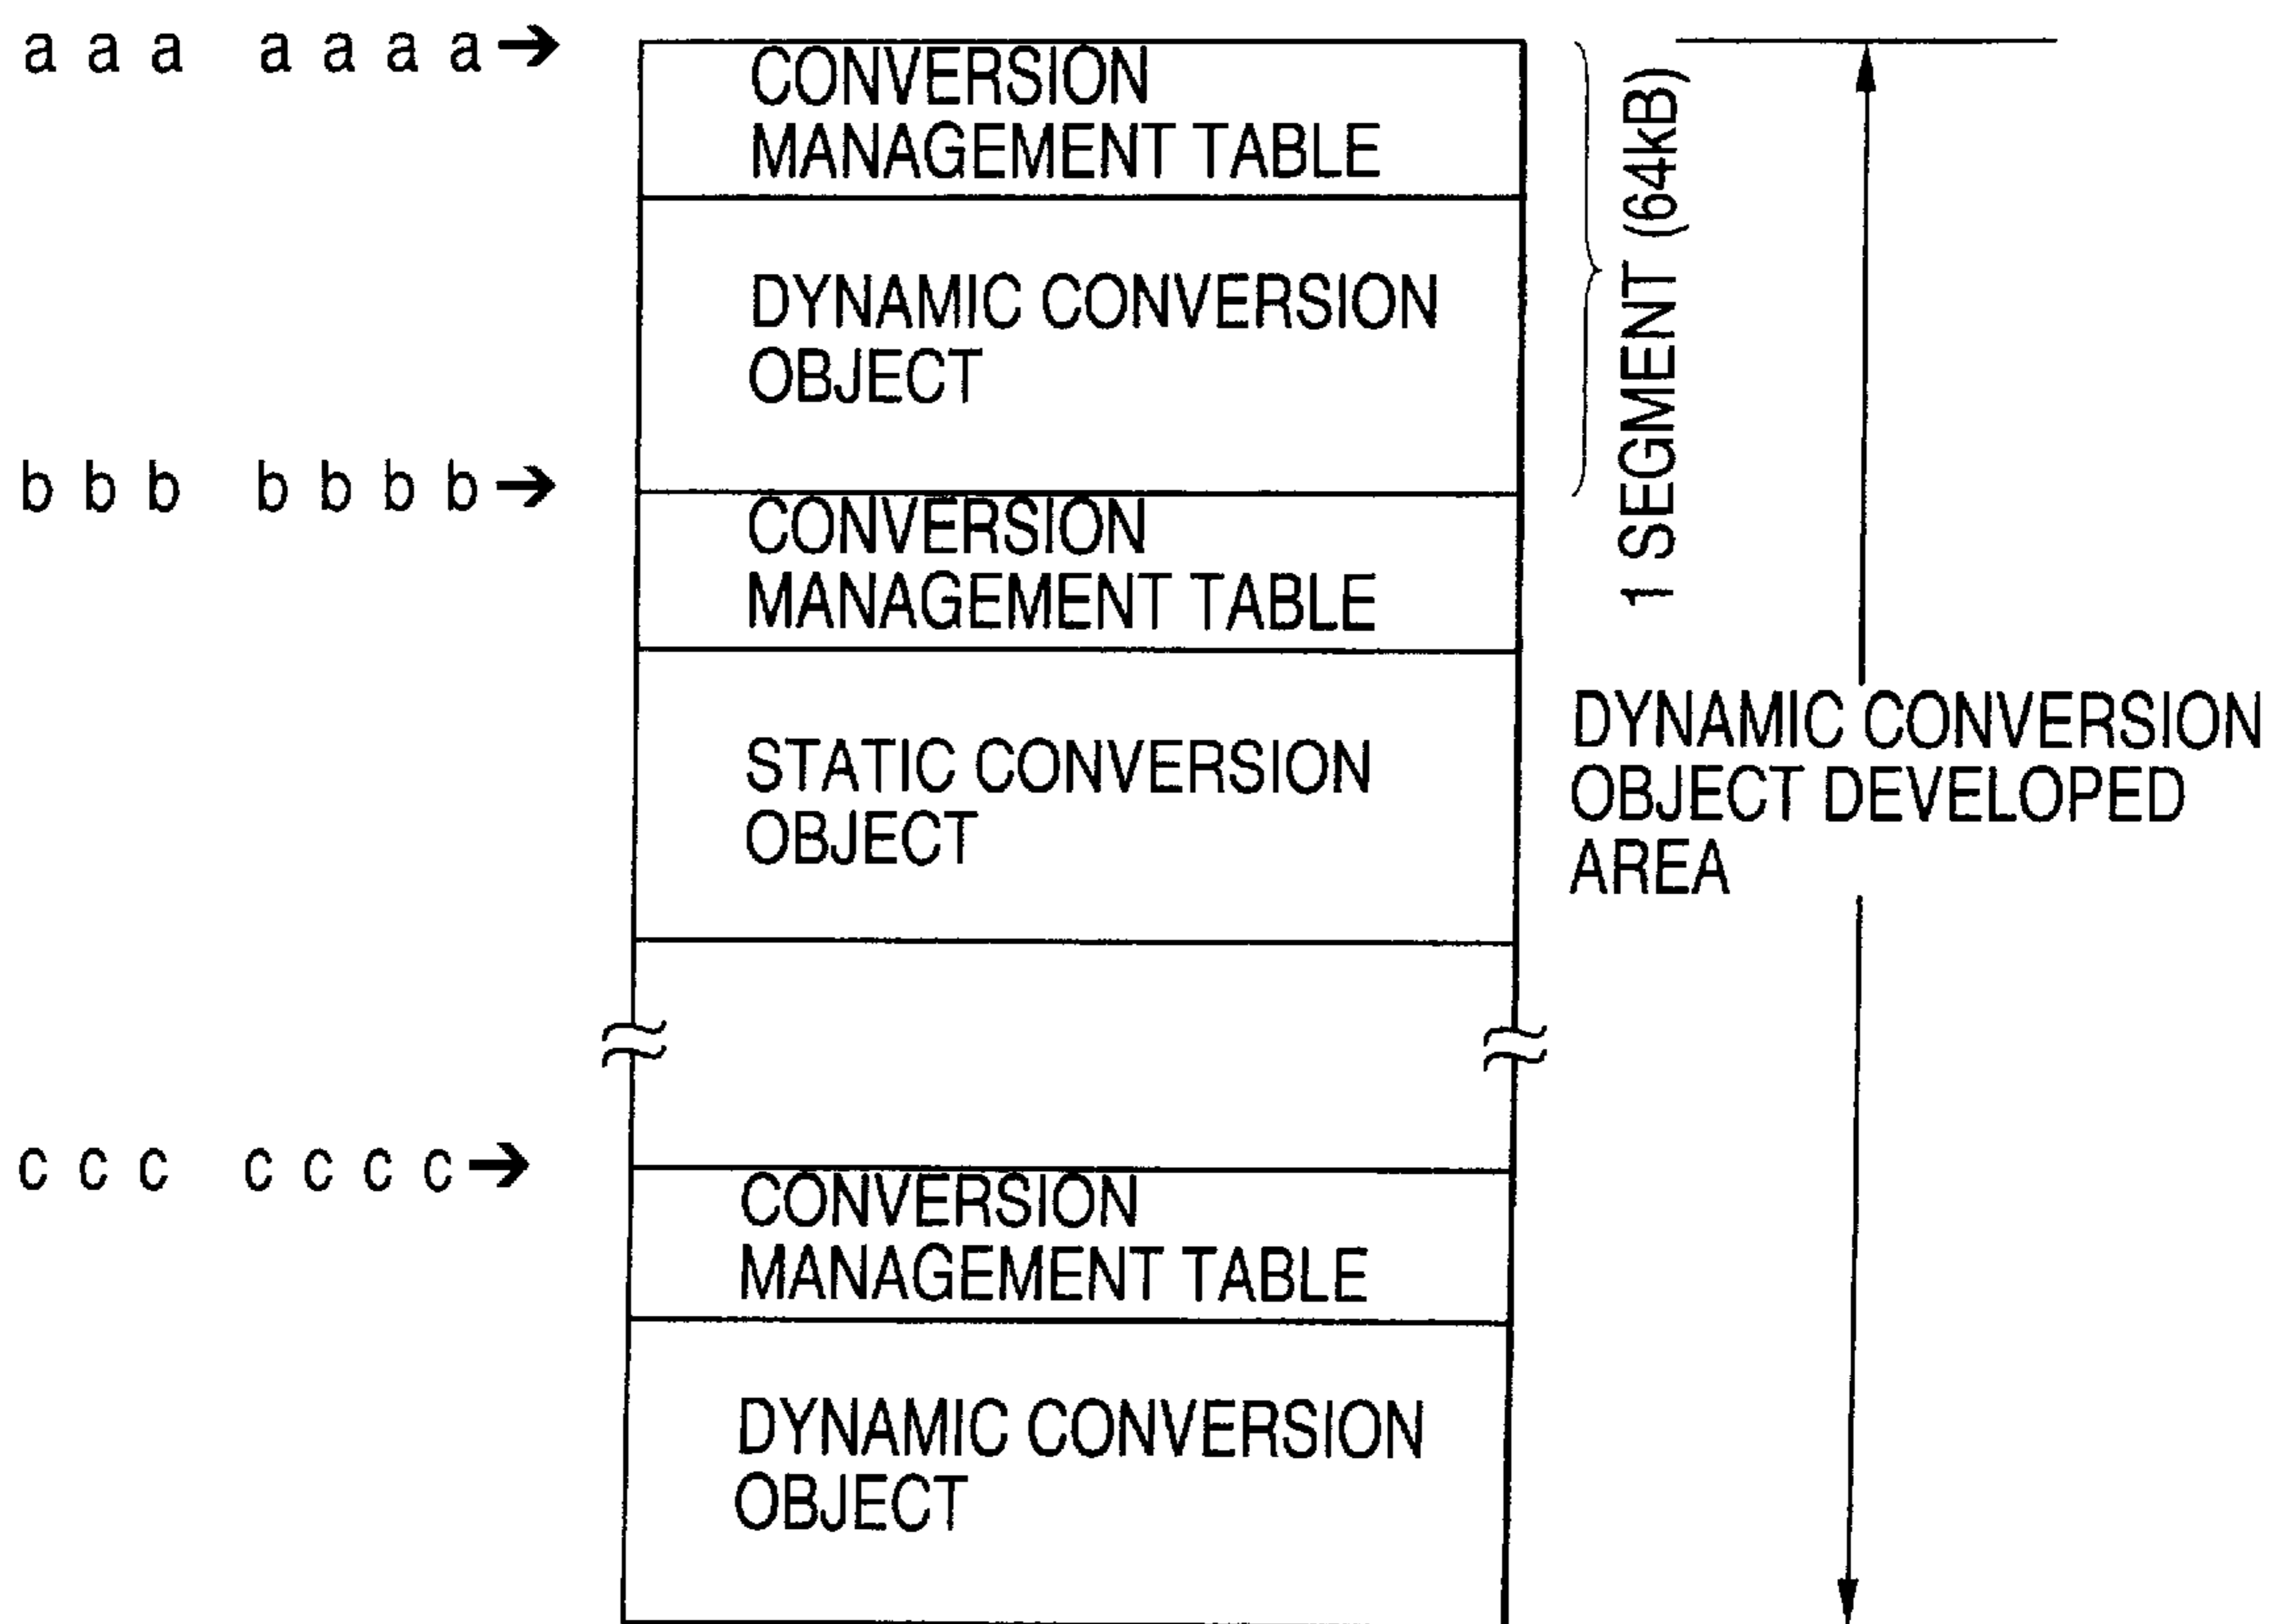 a a a a a a a→
CONVERSION
MANAGEMENT TABLE
DYNAMIC CONVERSION
OBJECT
1 SEGMENT (64kB)
b b b b b b b→
CONVERSION
MANAGEMENT TABLE
STATIC CONVERSION
OBJECT
DYNAMIC CONVERSION
OBJECT DEVELOPED
AREA
c c c c c c c→
CONVERSION
MANAGEMENT TABLE
DYNAMIC CONVERSION
OBJECT